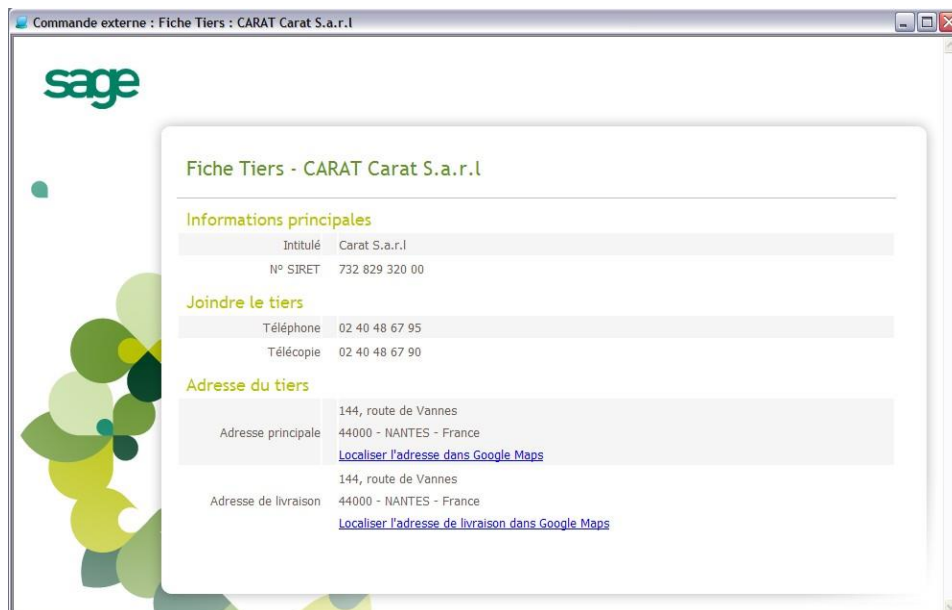 Commande externe : Fiche Tiers : CARAT Carat S.a.r.l
sage
Fiche Tiers - CARAT Carat S.a.r.l
Informations principales
Intitulé Carat S.a.r.l
N° SIRET 732 829 320 00
Joindre le tiers
Téléphone 02 40 48 67 95
Télécopie 02 40 48 67 90
Adresse du tiers
144, route de Vannes
Adresse principale 44000 - NANTES - France
Localiser l'adresse dans Google Maps
144, route de Vannes
Adresse de livraison 44000 - NANTES - France
Localiser l'adresse de livraison dans Google Maps